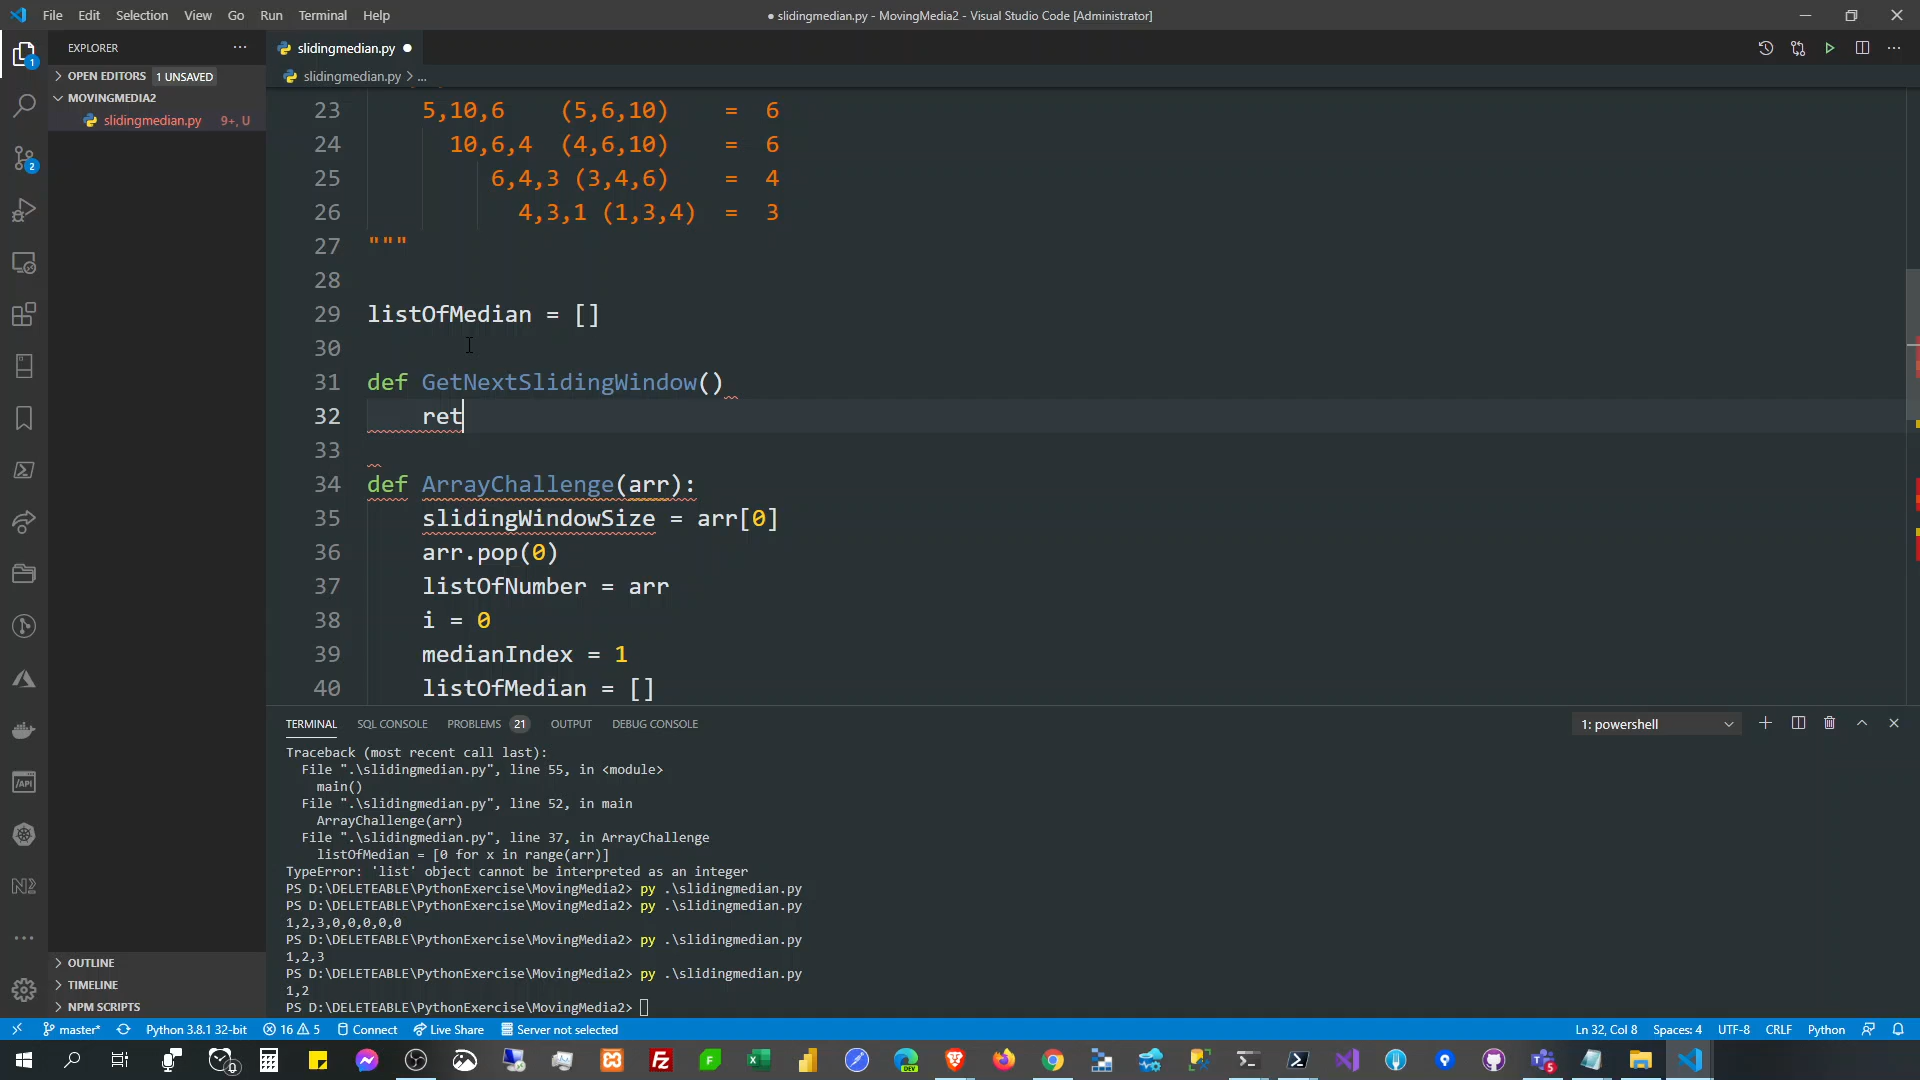 File Edit Selection View Go Run Terminal Help
● slidingmedian.py - MovingMedia2 - Visual Studio Code [Administrator]
EXPLORER
slidingmedian.py
OPEN EDITORS 1 UNSAVED
slidingmedian.py > ...
MOVINGMEDIA2
slidingmedian.py 9+, U
23 5,10,6 (5,6,10) = 6
24 10,6,4 (4,6,10) = 6
25 6,4,3 (3,4,6) = 4
26 4,3,1 (1,3,4) = 3
27 """
28
29 listOfMedian = []
30
31 def GetNextSlidingWindow()
32 ret
33
34 def ArrayChallenge(arr):
35 slidingWindowSize = arr[0]
36 arr.pop(0)
37 listOfNumber = arr
38 i = 0
39 medianIndex = 1
40 listOfMedian = []
TERMINAL SQL CONSOLE PROBLEMS 21 OUTPUT DEBUG CONSOLE
1: powershell
Traceback (most recent call last):
File ".\slidingmedian.py", line 55, in <module>
main()
File ".\slidingmedian.py", line 52, in main
ArrayChallenge(arr)
File ".\slidingmedian.py", line 37, in ArrayChallenge
listOfMedian = [0 for x in range(arr)]
TypeError: 'list' object cannot be interpreted as an integer
PS D:\DELETEABLE\PythonExercise\MovingMedia2> py .\slidingmedian.py
PS D:\DELETEABLE\PythonExercise\MovingMedia2> py .\slidingmedian.py
1,2,3,0,0,0,0,0
PS D:\DELETEABLE\PythonExercise\MovingMedia2> py .\slidingmedian.py
1,2,3
PS D:\DELETEABLE\PythonExercise\MovingMedia2> py .\slidingmedian.py
1,2
PS D:\DELETEABLE\PythonExercise\MovingMedia2>
OUTLINE
TIMELINE
NPM SCRIPTS
master* Python 3.8.1 32-bit 16 5 Connect Live Share Server not selected
Ln 32, Col 8 Spaces: 4 UTF-8 CRLF Python